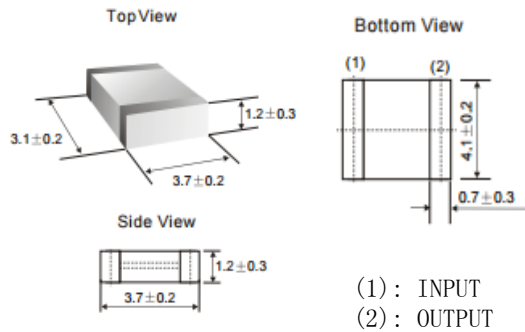 Top View
Bottom View
(1)
(2)
1.2±0.3
3.1±0.2
3.7±0.2
4.1±0.2
0.7±0.3
Side View
1.2±0.3
3.7±0.2
(1): INPUT
(2): OUTPUT